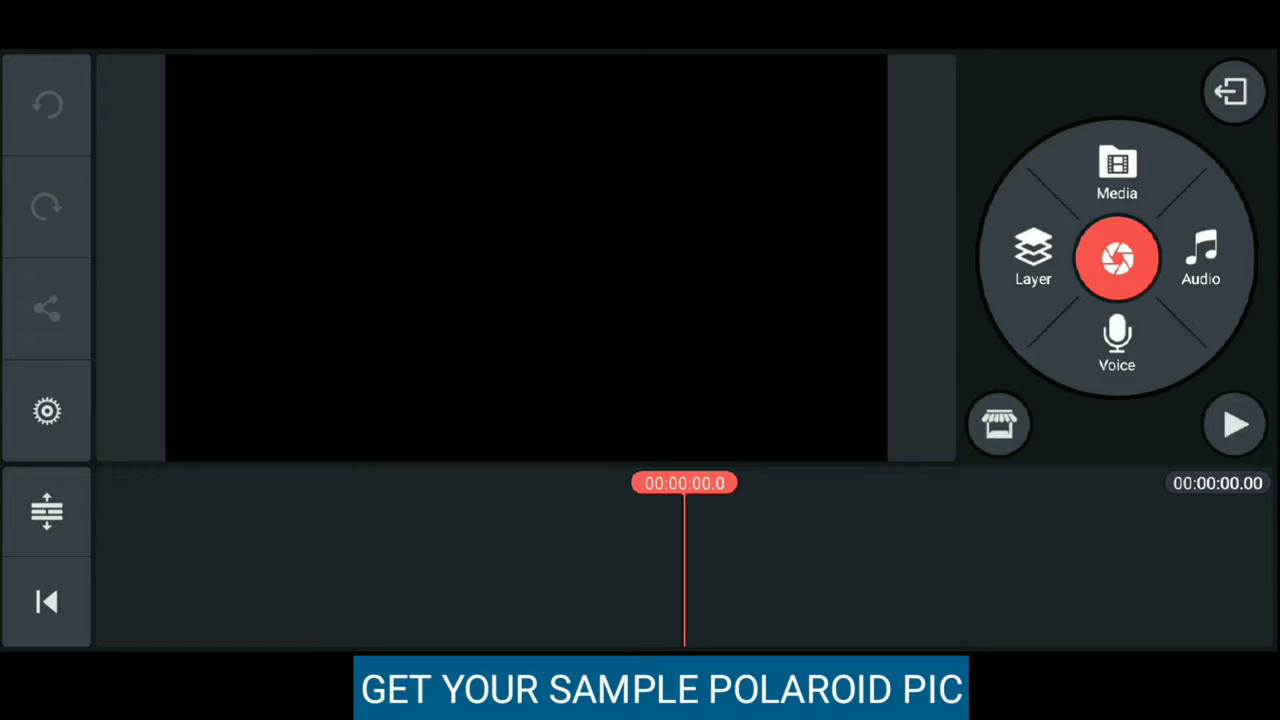 Media
Layer
Audio
Voice
00:00:00.0
00:00:00.00
GET YOUR SAMPLE POLAROID PIC